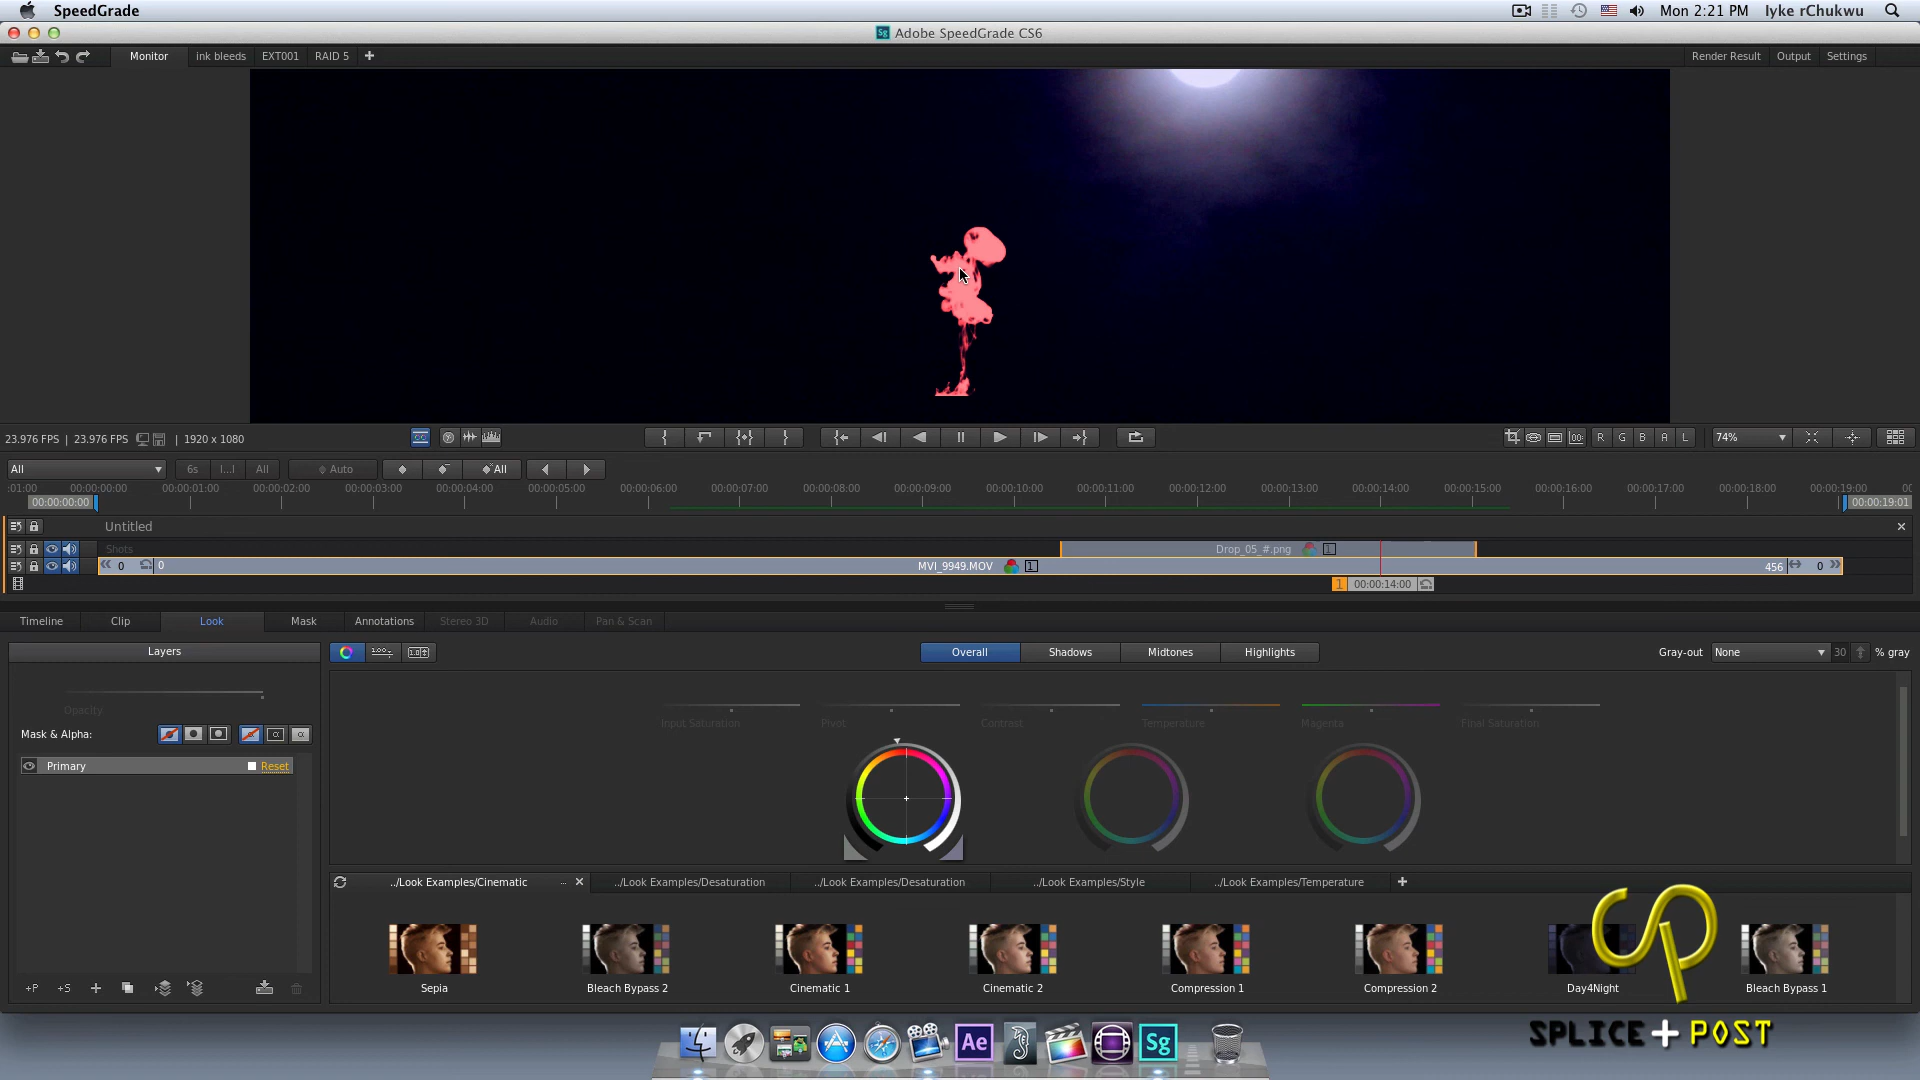 SpeedGrade Mon 2:21 PM Iyke rChukwu
Sg Adobe SpeedGrade CS6
Monitor ink bleeds EXT001 RAID 5 + Render Result Output Settings
23.976 FPS | 23.976 FPS | 1920 x 1080 R G B A L 74%
All 6s I...I All Auto All
:01:00 00:00:00:00 00:00:01:00 00:00:02:00 00:00:03:00 00:00:04:00 00:00:05:00 00:00:06:00 00:00:07:00 00:00:08:00 00:00:09:00 00:00:10:00 00:00:11:00 00:00:12:00 00:00:13:00 00:00:14:00 00:00:15:00 00:00:16:00 00:00:17:00 00:00:18:00 00:00:19:00 00
00:00:00:00 00:00:19:01
Untitled
Shots Drop_05_#.png 1
0 0 MVI_9949.MOV 1 456 0
1 00:00:14:00
Timeline Clip Look Mask Annotations Stereo 3D Audio Pan & Scan
Layers Overall Shadows Midtones Highlights Gray-out None 30 % gray
Opacity Input Saturation Pivot Contrast Temperature Magenta Final Saturation
Mask & Alpha:
Primary Reset
../Look Examples/Cinematic ... ../Look Examples/Desaturation ../Look Examples/Desaturation ../Look Examples/Style ../Look Examples/Temperature +
Sepia Bleach Bypass 2 Cinematic 1 Cinematic 2 Compression 1 Compression 2 Day4Night Bleach Bypass 1
+P +S +
SP
SPLICE+POST
Ae Sg